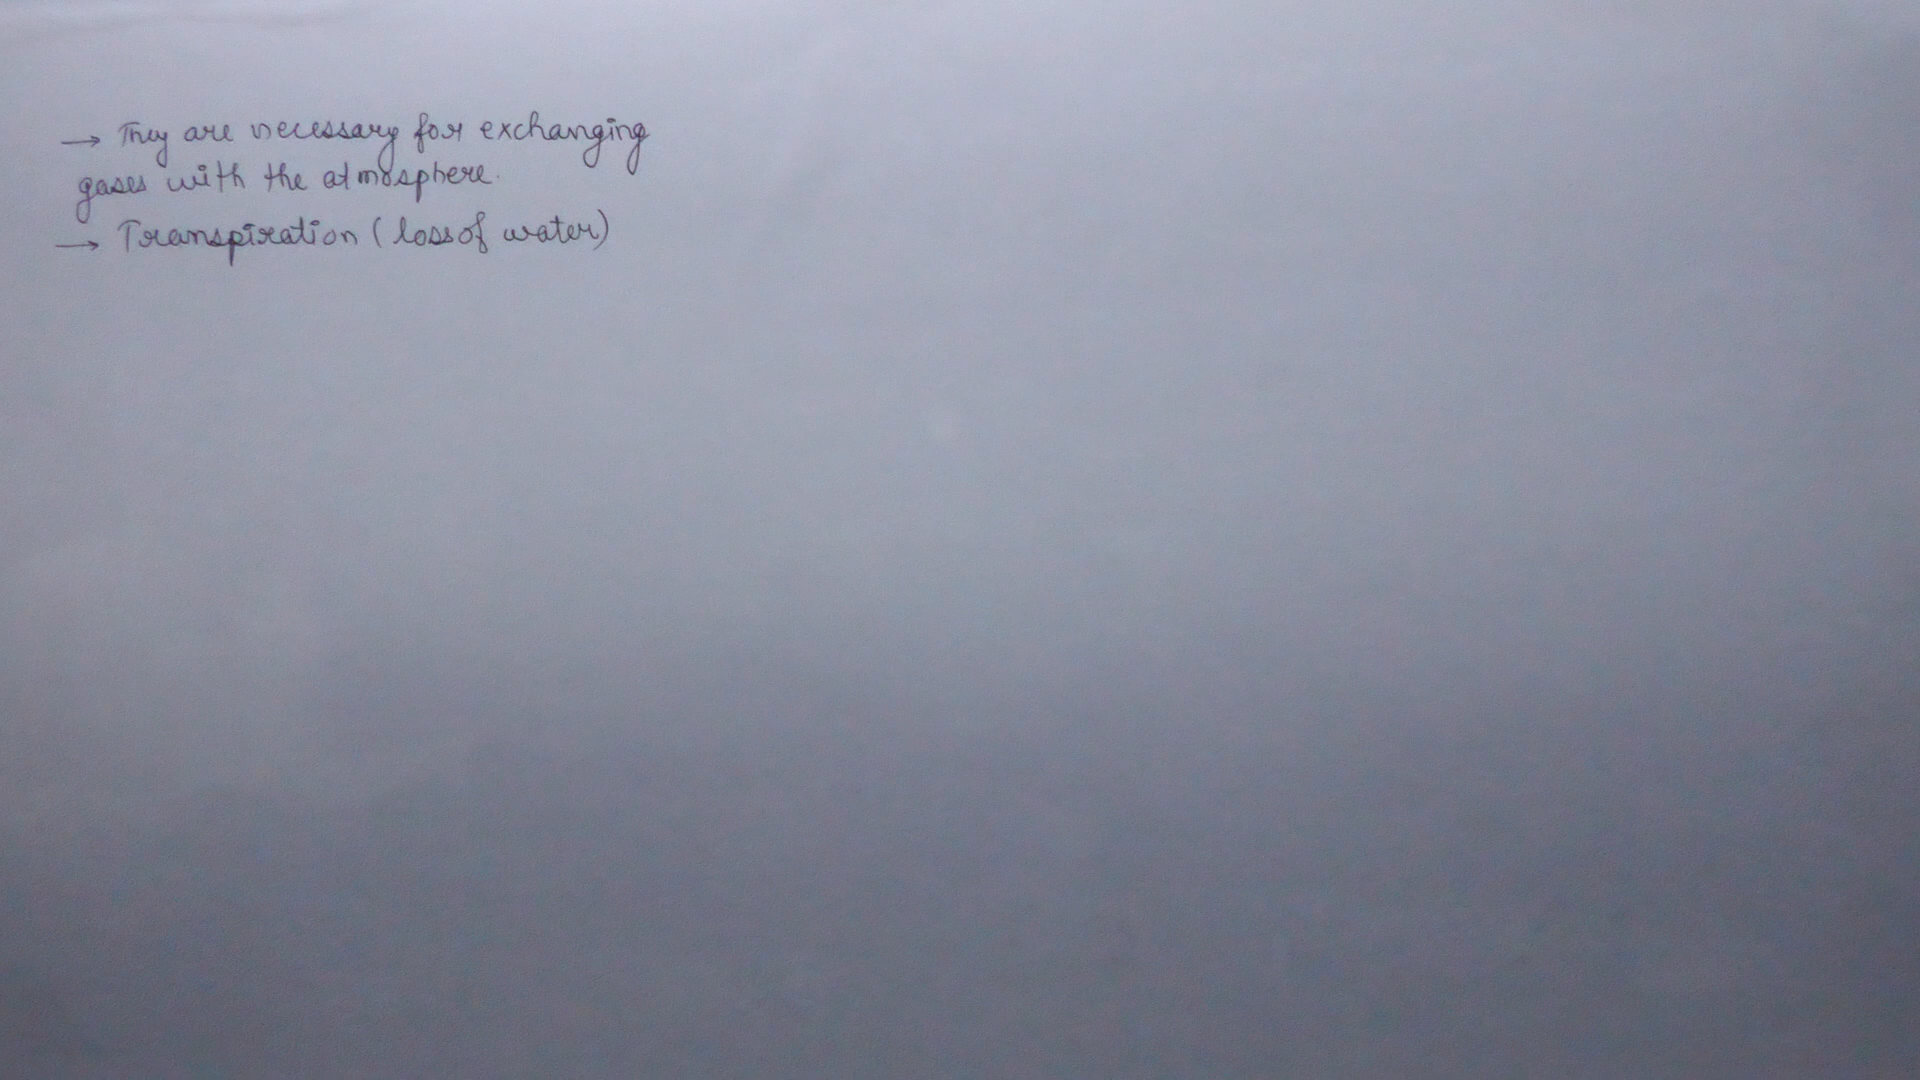 → They are necessary for exchanging
gases with the atmosphere.
→ Transpiration (loss of water)